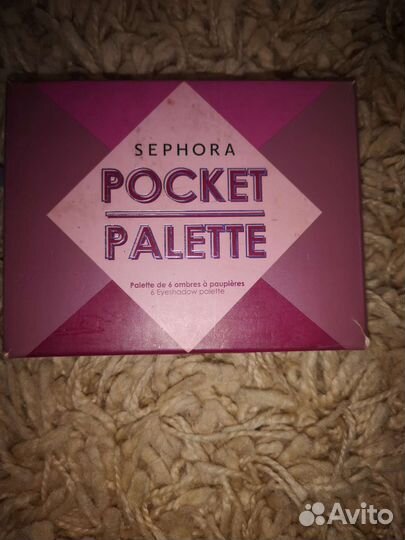 SEPHORA
POCKET
PALETTE
Palette de 6 ombres à paupières
6 Eyeshadow palette
Avito